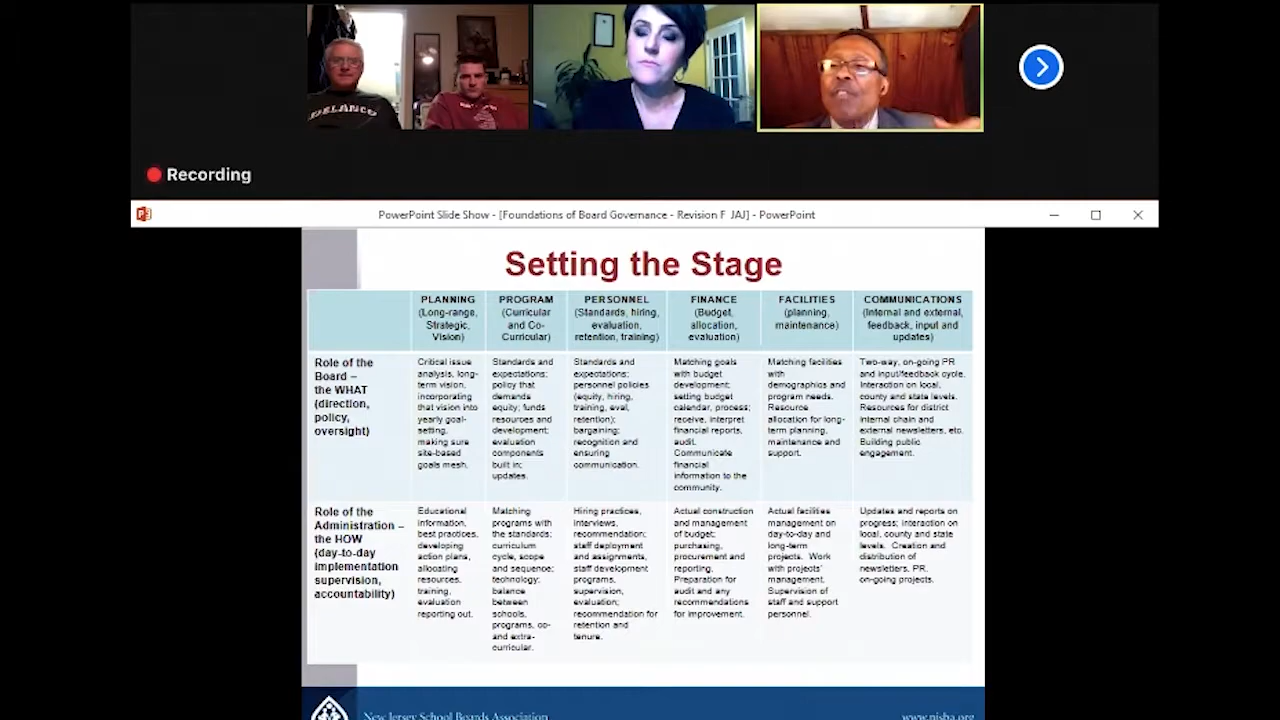 DELANCO
Recording
PowerPoint Slide Show - [Foundations of Board Governance - Revision F JAJ] - PowerPoint
Setting the Stage
PLANNING
(Long-range,
Strategic,
Vision)
PROGRAM
(Curricular
and Co-
Curricular)
PERSONNEL
(Standards, hiring,
evaluation,
retention, training)
FINANCE
(Budget,
allocation,
evaluation)
FACILITIES
(planning,
maintenance)
COMMUNICATIONS
(Internal and external,
feedback, input and
updates)
Role of the
Board –
the WHAT
(direction,
policy,
oversight)
Critical issue
analysis, long-
term vision,
incorporating
that vision into
yearly goal-
setting,
making sure
site-based
goals mesh.
Standards and
expectations;
policy that
demands
equity; funds
resources and
development;
evaluation
components
built in;
updates.
Standards and
expectations;
personnel policies
(equity, hiring,
training, eval,
retention);
bargaining;
recognition and
ensuring
communication.
Matching goals
with budget
development;
setting budget
calendar, process;
receive, interpret
financial reports,
audit.
Communicate
financial
information to the
community.
Matching facilities
with
demographics and
program needs.
Resource
allocation for long-
term planning,
maintenance and
support.
Two-way, on-going PR
and input/feedback cycle.
Interaction on local,
county and state levels.
Resources for district
internal chain and
external newsletters, etc.
Building public
engagement.
Role of the
Administration –
the HOW
(day-to-day
implementation
supervision,
accountability)
Educational
information,
best practices,
developing
action plans,
allocating
resources,
training,
evaluation
reporting out.
Matching
programs with
the standards;
curriculum
cycle, scope
and sequence;
technology;
balance
between
schools,
programs, co-
and extra-
curricular.
Hiring practices,
interviews,
recommendation;
staff deployment
and assignments,
staff development
programs,
supervision,
evaluation;
recommendation for
retention and
tenure.
Actual construction
and management
of budget;
purchasing,
procurement and
reporting.
Preparation for
audit and any
recommendations
for improvement.
Actual facilities
management on
day-to-day and
long-term
projects. Work
with projects'
management.
Supervision of
staff and support
personnel.
Updates and reports on
progress; interaction on
local, county and state
levels. Creation and
distribution of
newsletters, PR.
on-going projects.
New Jersey School Boards Association
www.njsba.org